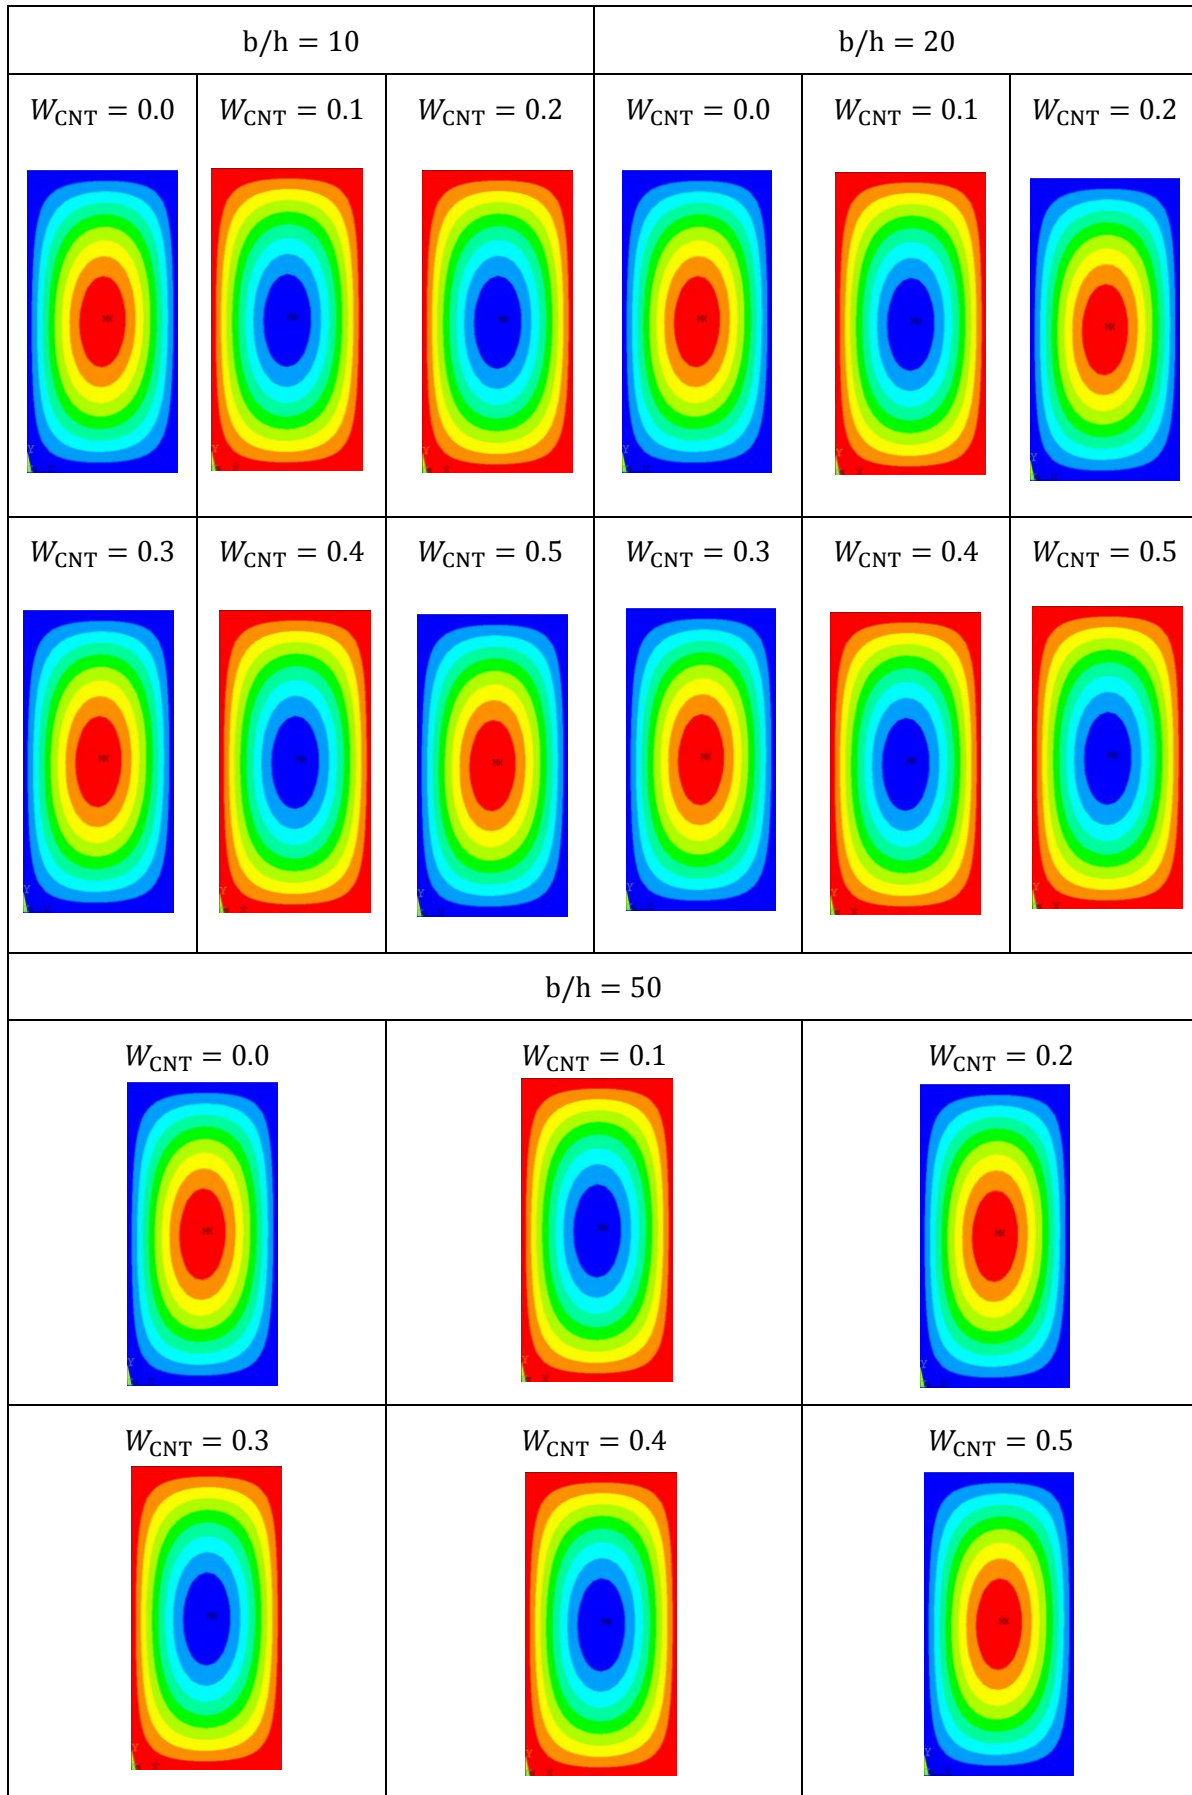 b/h = 10
b/h = 20
W_CNT = 0.0
W_CNT = 0.1
W_CNT = 0.2
W_CNT = 0.0
W_CNT = 0.1
W_CNT = 0.2
W_CNT = 0.3
W_CNT = 0.4
W_CNT = 0.5
W_CNT = 0.3
W_CNT = 0.4
W_CNT = 0.5
b/h = 50
W_CNT = 0.0
W_CNT = 0.1
W_CNT = 0.2
W_CNT = 0.3
W_CNT = 0.4
W_CNT = 0.5